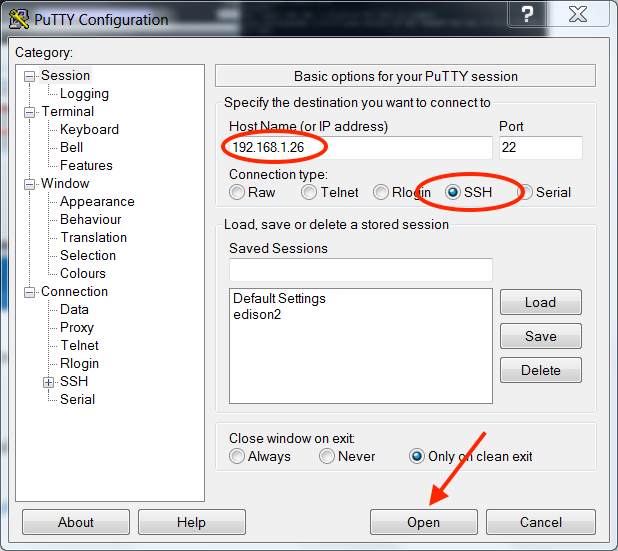 PuTTY Configuration
?
Category:
Session
Logging
Terminal
Keyboard
Bell
Features
Window
Appearance
Behaviour
Translation
Selection
Colours
Connection
Data
Proxy
Telnet
Rlogin
SSH
Serial
Basic options for your PuTTY session
Specify the destination you want to connect to
Host Name (or IP address) Port
192.168.1.26 22
Connection type:
Raw Telnet Rlogin SSH Serial
Load, save or delete a stored session
Saved Sessions
Default Settings
edison2
Load
Save
Delete
Close window on exit:
Always Never Only on clean exit
About Help Open Cancel